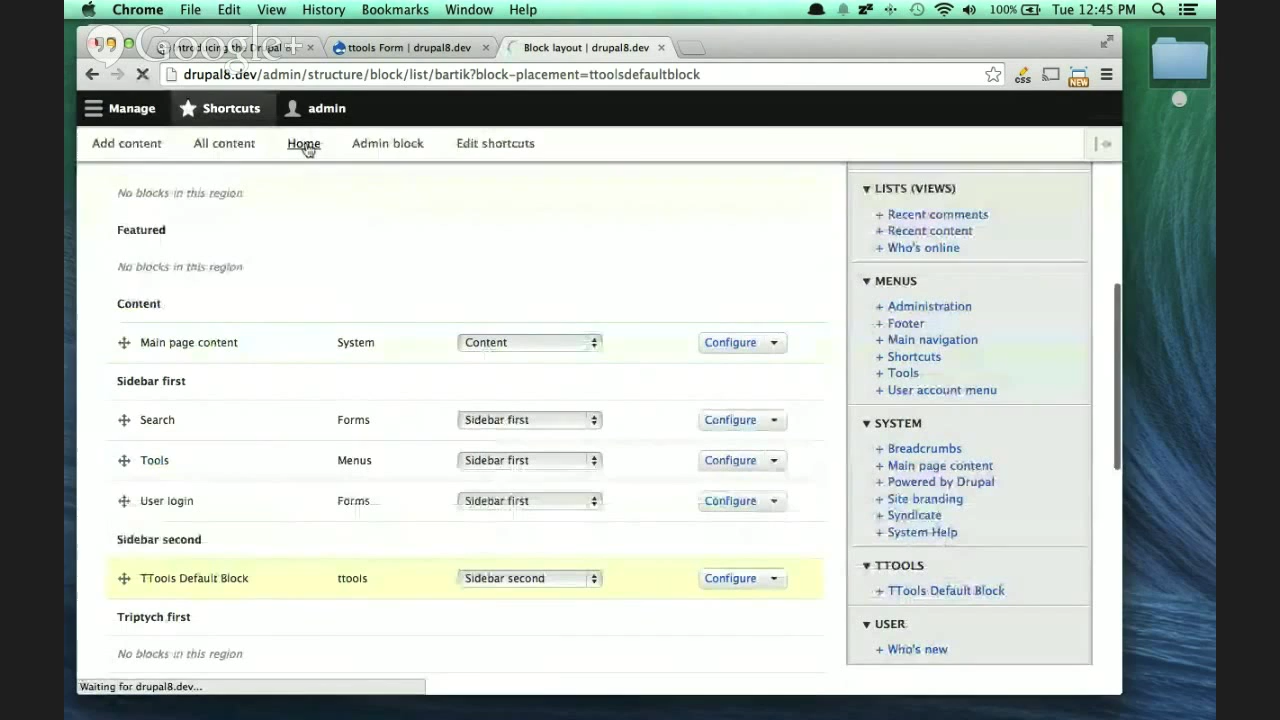 Chrome File Edit View History Bookmarks Window Help 100% Tue 12:45 PM
Google+
Introducing the Drupal
ttools Form | drupal8.dev
Block layout | drupal8.dev
drupal8.dev/admin/structure/block/list/bartik?block-placement=ttoolsdefaultblock
CSS
NEW
Manage Shortcuts admin
Add content All content Home Admin block Edit shortcuts
No blocks in this region
Featured
No blocks in this region
Content
Main page content System Content Configure
Sidebar first
Search Forms Sidebar first Configure
Tools Menus Sidebar first Configure
User login Forms Sidebar first Configure
Sidebar second
TTools Default Block ttools Sidebar second Configure
Triptych first
No blocks in this region
LISTS (VIEWS)
+ Recent comments
+ Recent content
+ Who's online
MENUS
+ Administration
+ Footer
+ Main navigation
+ Shortcuts
+ Tools
+ User account menu
SYSTEM
+ Breadcrumbs
+ Main page content
+ Powered by Drupal
+ Site branding
+ Syndicate
+ System Help
TTOOLS
+ TTools Default Block
USER
+ Who's new
Waiting for drupal8.dev...